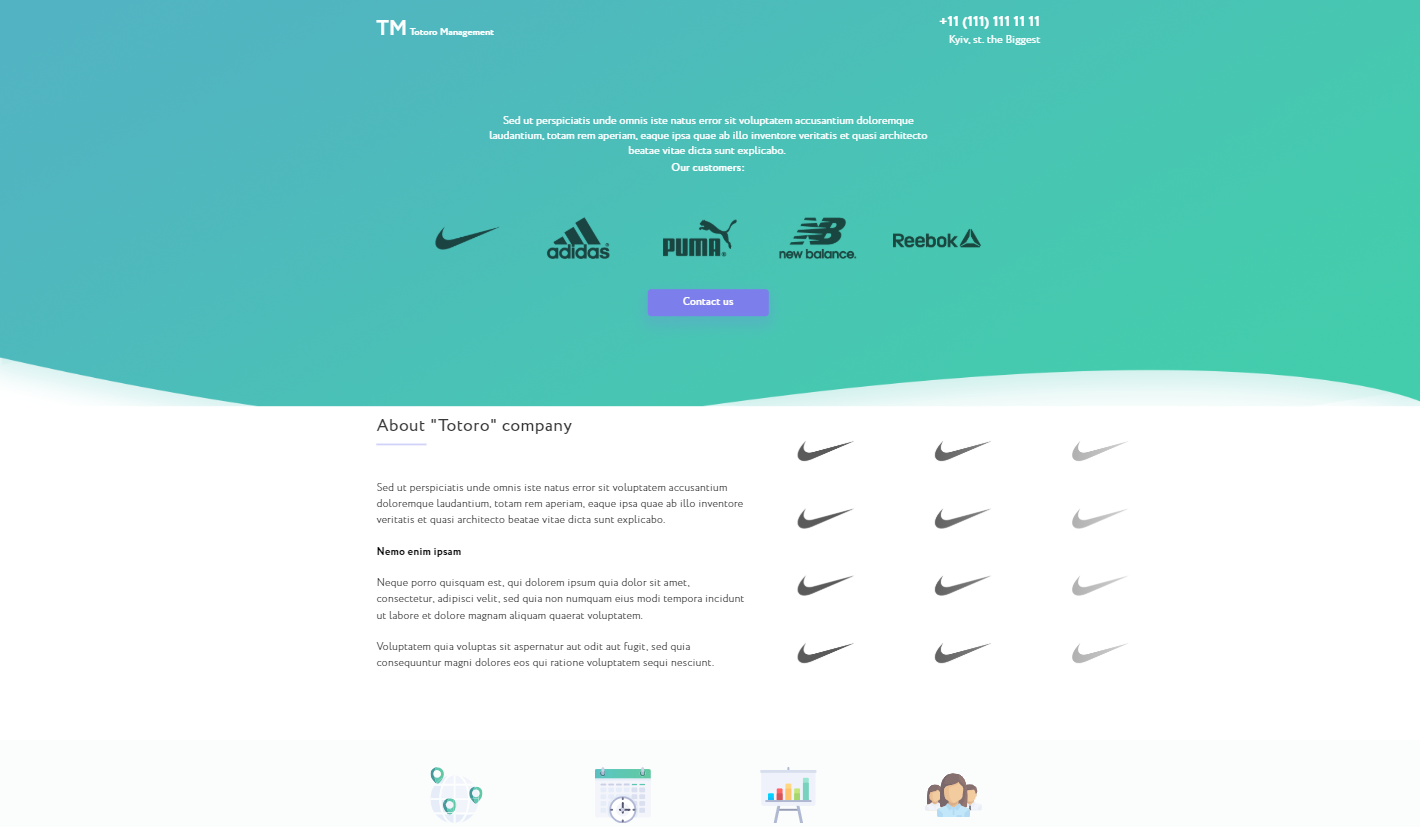 TM Totoro Management
+11 (111) 111 11 11
Kyiv, st. the Biggest
Sed ut perspiciatis unde omnis iste natus error sit voluptatem accusantium doloremque
laudantium, totam rem aperiam, eaque ipsa quae ab illo inventore veritatis et quasi architecto
beatae vitae dicta sunt explicabo.
Our customers:
adidas
PUMA
new balance.
Reebok
Contact us
About "Totoro" company
Sed ut perspiciatis unde omnis iste natus error sit voluptatem accusantium
doloremque laudantium, totam rem aperiam, eaque ipsa quae ab illo inventore
veritatis et quasi architecto beatae vitae dicta sunt explicabo.
Nemo enim ipsam
Neque porro quisquam est, qui dolorem ipsum quia dolor sit amet,
consectetur, adipisci velit, sed quia non numquam eius modi tempora incidunt
ut labore et dolore magnam aliquam quaerat voluptatem.
Voluptatem quia voluptas sit aspernatur aut odit aut fugit, sed quia
consequuntur magni dolores eos qui ratione voluptatem sequi nesciunt.